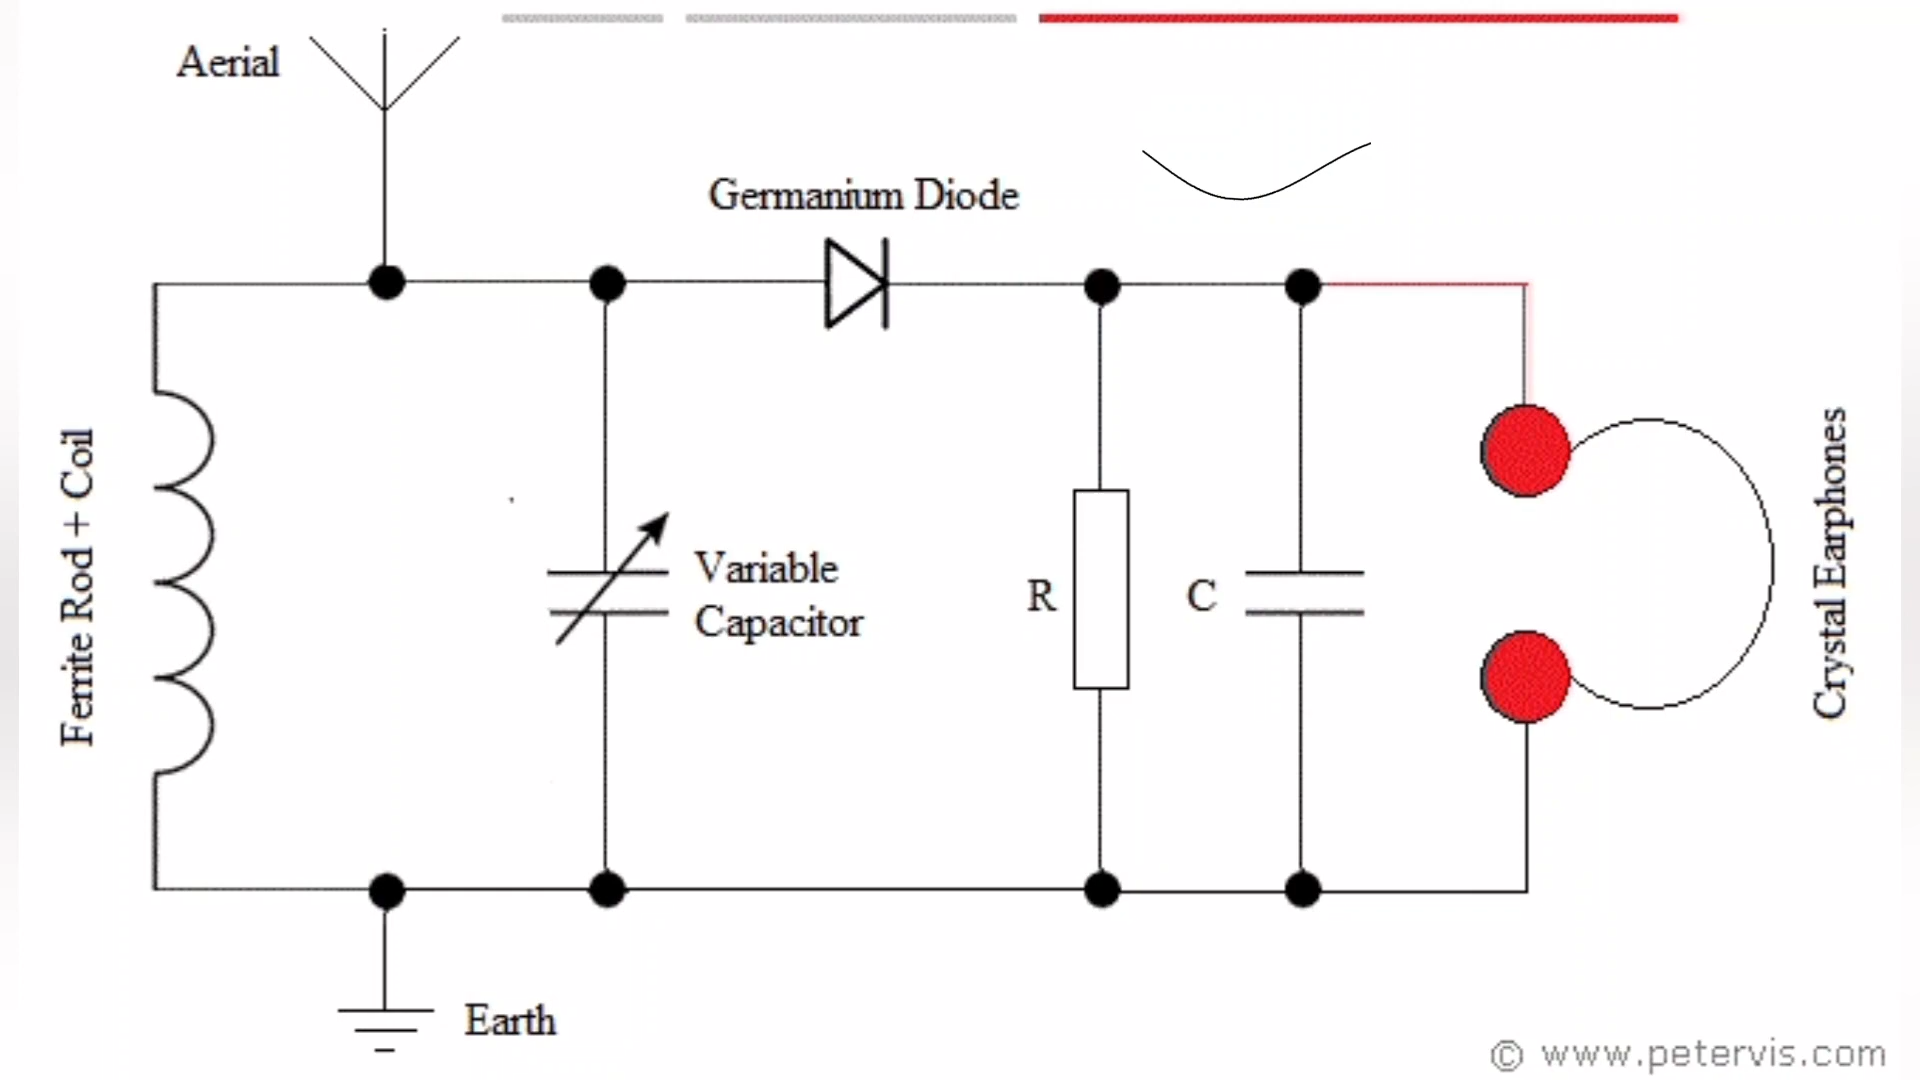 Aerial
Germanium Diode
Ferrite Rod + Coil
Variable
Capacitor
R
C
Crystal Earphones
Earth
© www.petervis.com